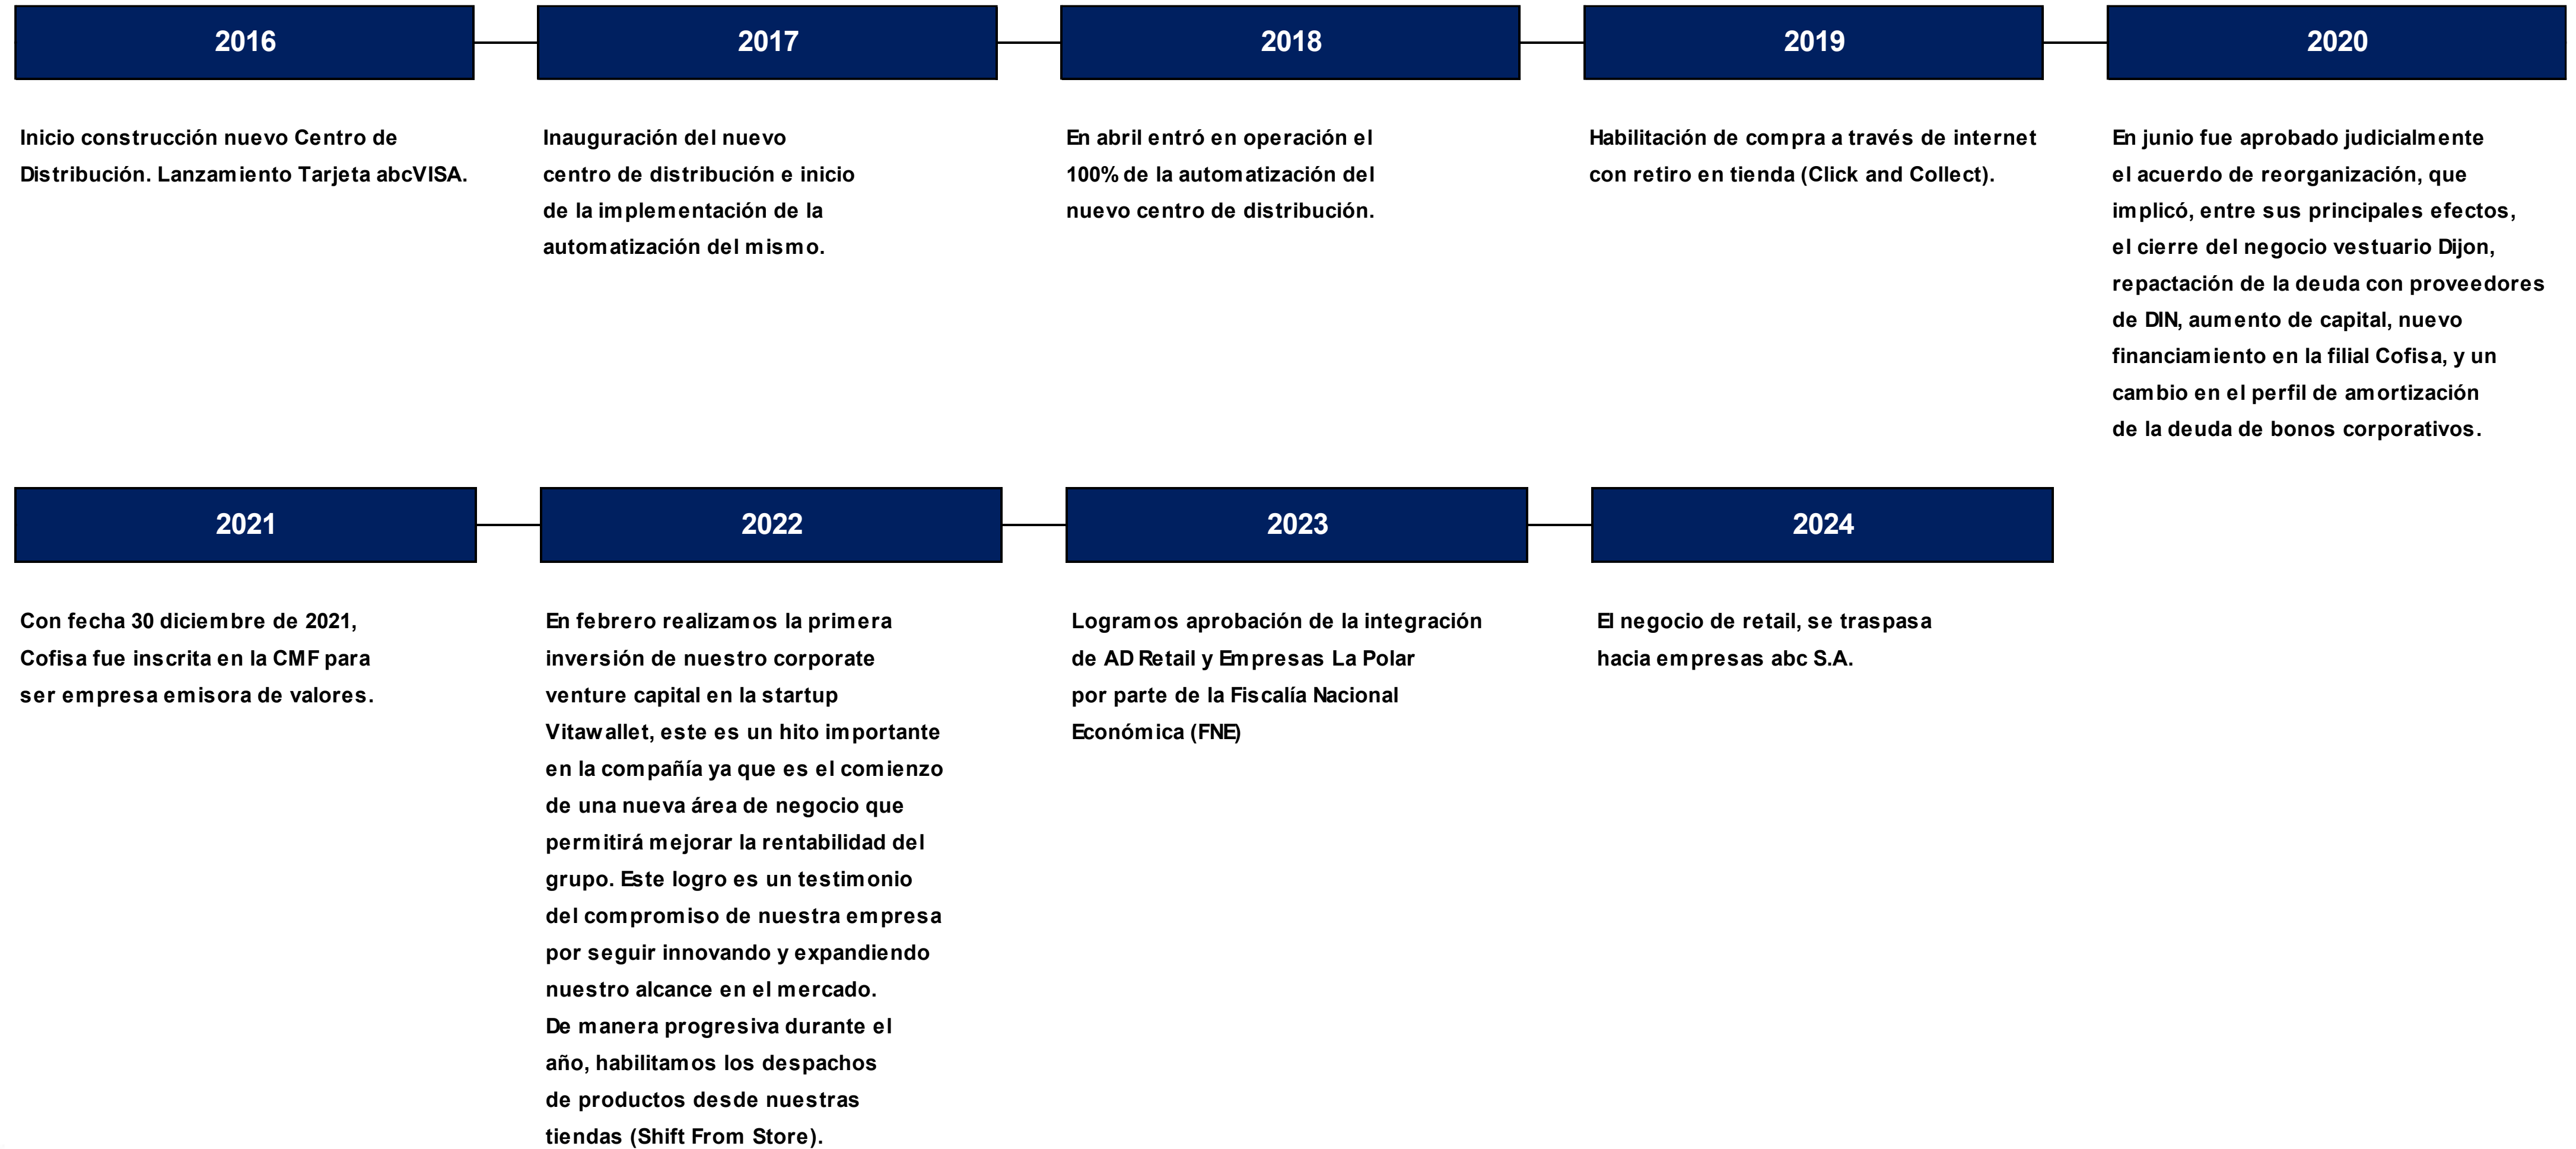 2016
2017
2018
2019
2020
Inicio construcción nuevo Centro de
Distribución. Lanzamiento Tarjeta abcVISA.
Inauguración del nuevo
centro de distribución e inicio
de la implementación de la
automatización del mismo.
En abril entró en operación el
100% de la automatización del
nuevo centro de distribución.
Habilitación de compra a través de internet
con retiro en tienda (Click and Collect).
En junio fue aprobado judicialmente
el acuerdo de reorganización, que
implicó, entre sus principales efectos,
el cierre del negocio vestuario Dijon,
repactación de la deuda con proveedores
de DIN, aumento de capital, nuevo
financiamiento en la filial Cofisa, y un
cambio en el perfil de amortización
de la deuda de bonos corporativos.
2021
2022
2023
2024
Con fecha 30 diciembre de 2021,
Cofisa fue inscrita en la CMF para
ser empresa emisora de valores.
En febrero realizamos la primera
inversión de nuestro corporate
venture capital en la startup
Vitawallet, este es un hito importante
en la compañía ya que es el comienzo
de una nueva área de negocio que
permitirá mejorar la rentabilidad del
grupo. Este logro es un testimonio
del compromiso de nuestra empresa
por seguir innovando y expandiendo
nuestro alcance en el mercado.
De manera progresiva durante el
año, habilitamos los despachos
de productos desde nuestras
tiendas (Shift From Store).
Logramos aprobación de la integración
de AD Retail y Empresas La Polar
por parte de la Fiscalía Nacional
Económica (FNE)
El negocio de retail, se traspasa
hacia empresas abc S.A.